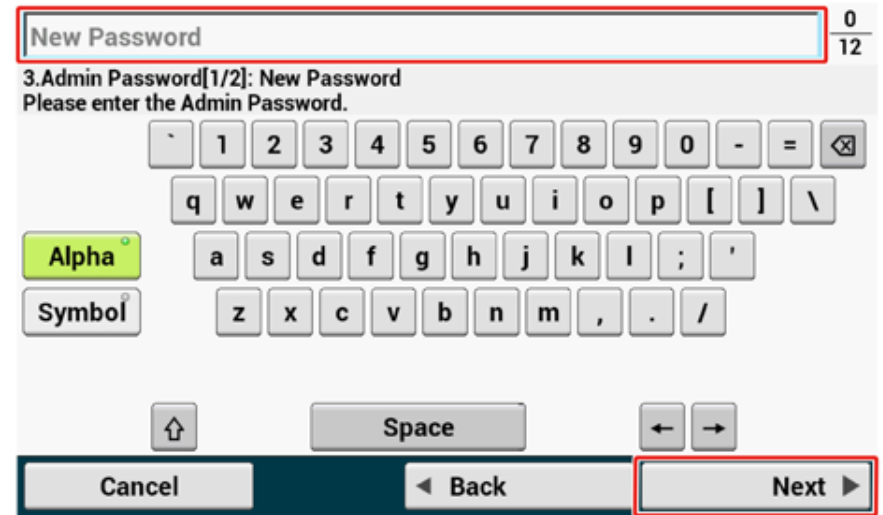 New Password
0
12
3.Admin Password[1/2]: New Password
Please enter the Admin Password.
` 1 2 3 4 5 6 7 8 9 0 - =
q w e r t y u i o p [ ] \
Alpha a s d f g h j k l ; '
Symbol z x c v b n m , . /
Space ← →
Cancel ◀ Back Next ▶